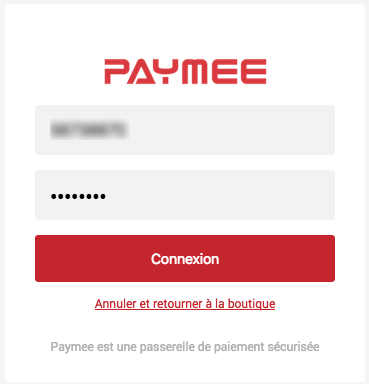 PAYMEE
••••••••
Connexion
Annuler et retourner à la boutique
Paymee est une passerelle de paiement sécurisée